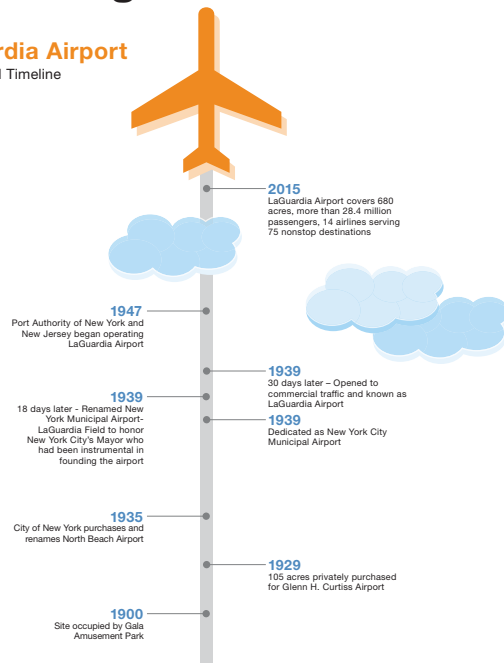 rdia Airport
Timeline
2015
LaGuardia Airport covers 680
acres, more than 28.4 million
passengers, 14 airlines serving
75 nonstop destinations
1947
Port Authority of New York and
New Jersey began operating
LaGuardia Airport
1939
30 days later – Opened to
commercial traffic and known as
LaGuardia Airport
1939
18 days later - Renamed New
York Municipal Airport-
LaGuardia Field to honor
New York City's Mayor who
had been instrumental in
founding the airport
1939
Dedicated as New York City
Municipal Airport
1935
City of New York purchases and
renames North Beach Airport
1929
105 acres privately purchased
for Glenn H. Curtiss Airport
1900
Site occupied by Gala
Amusement Park